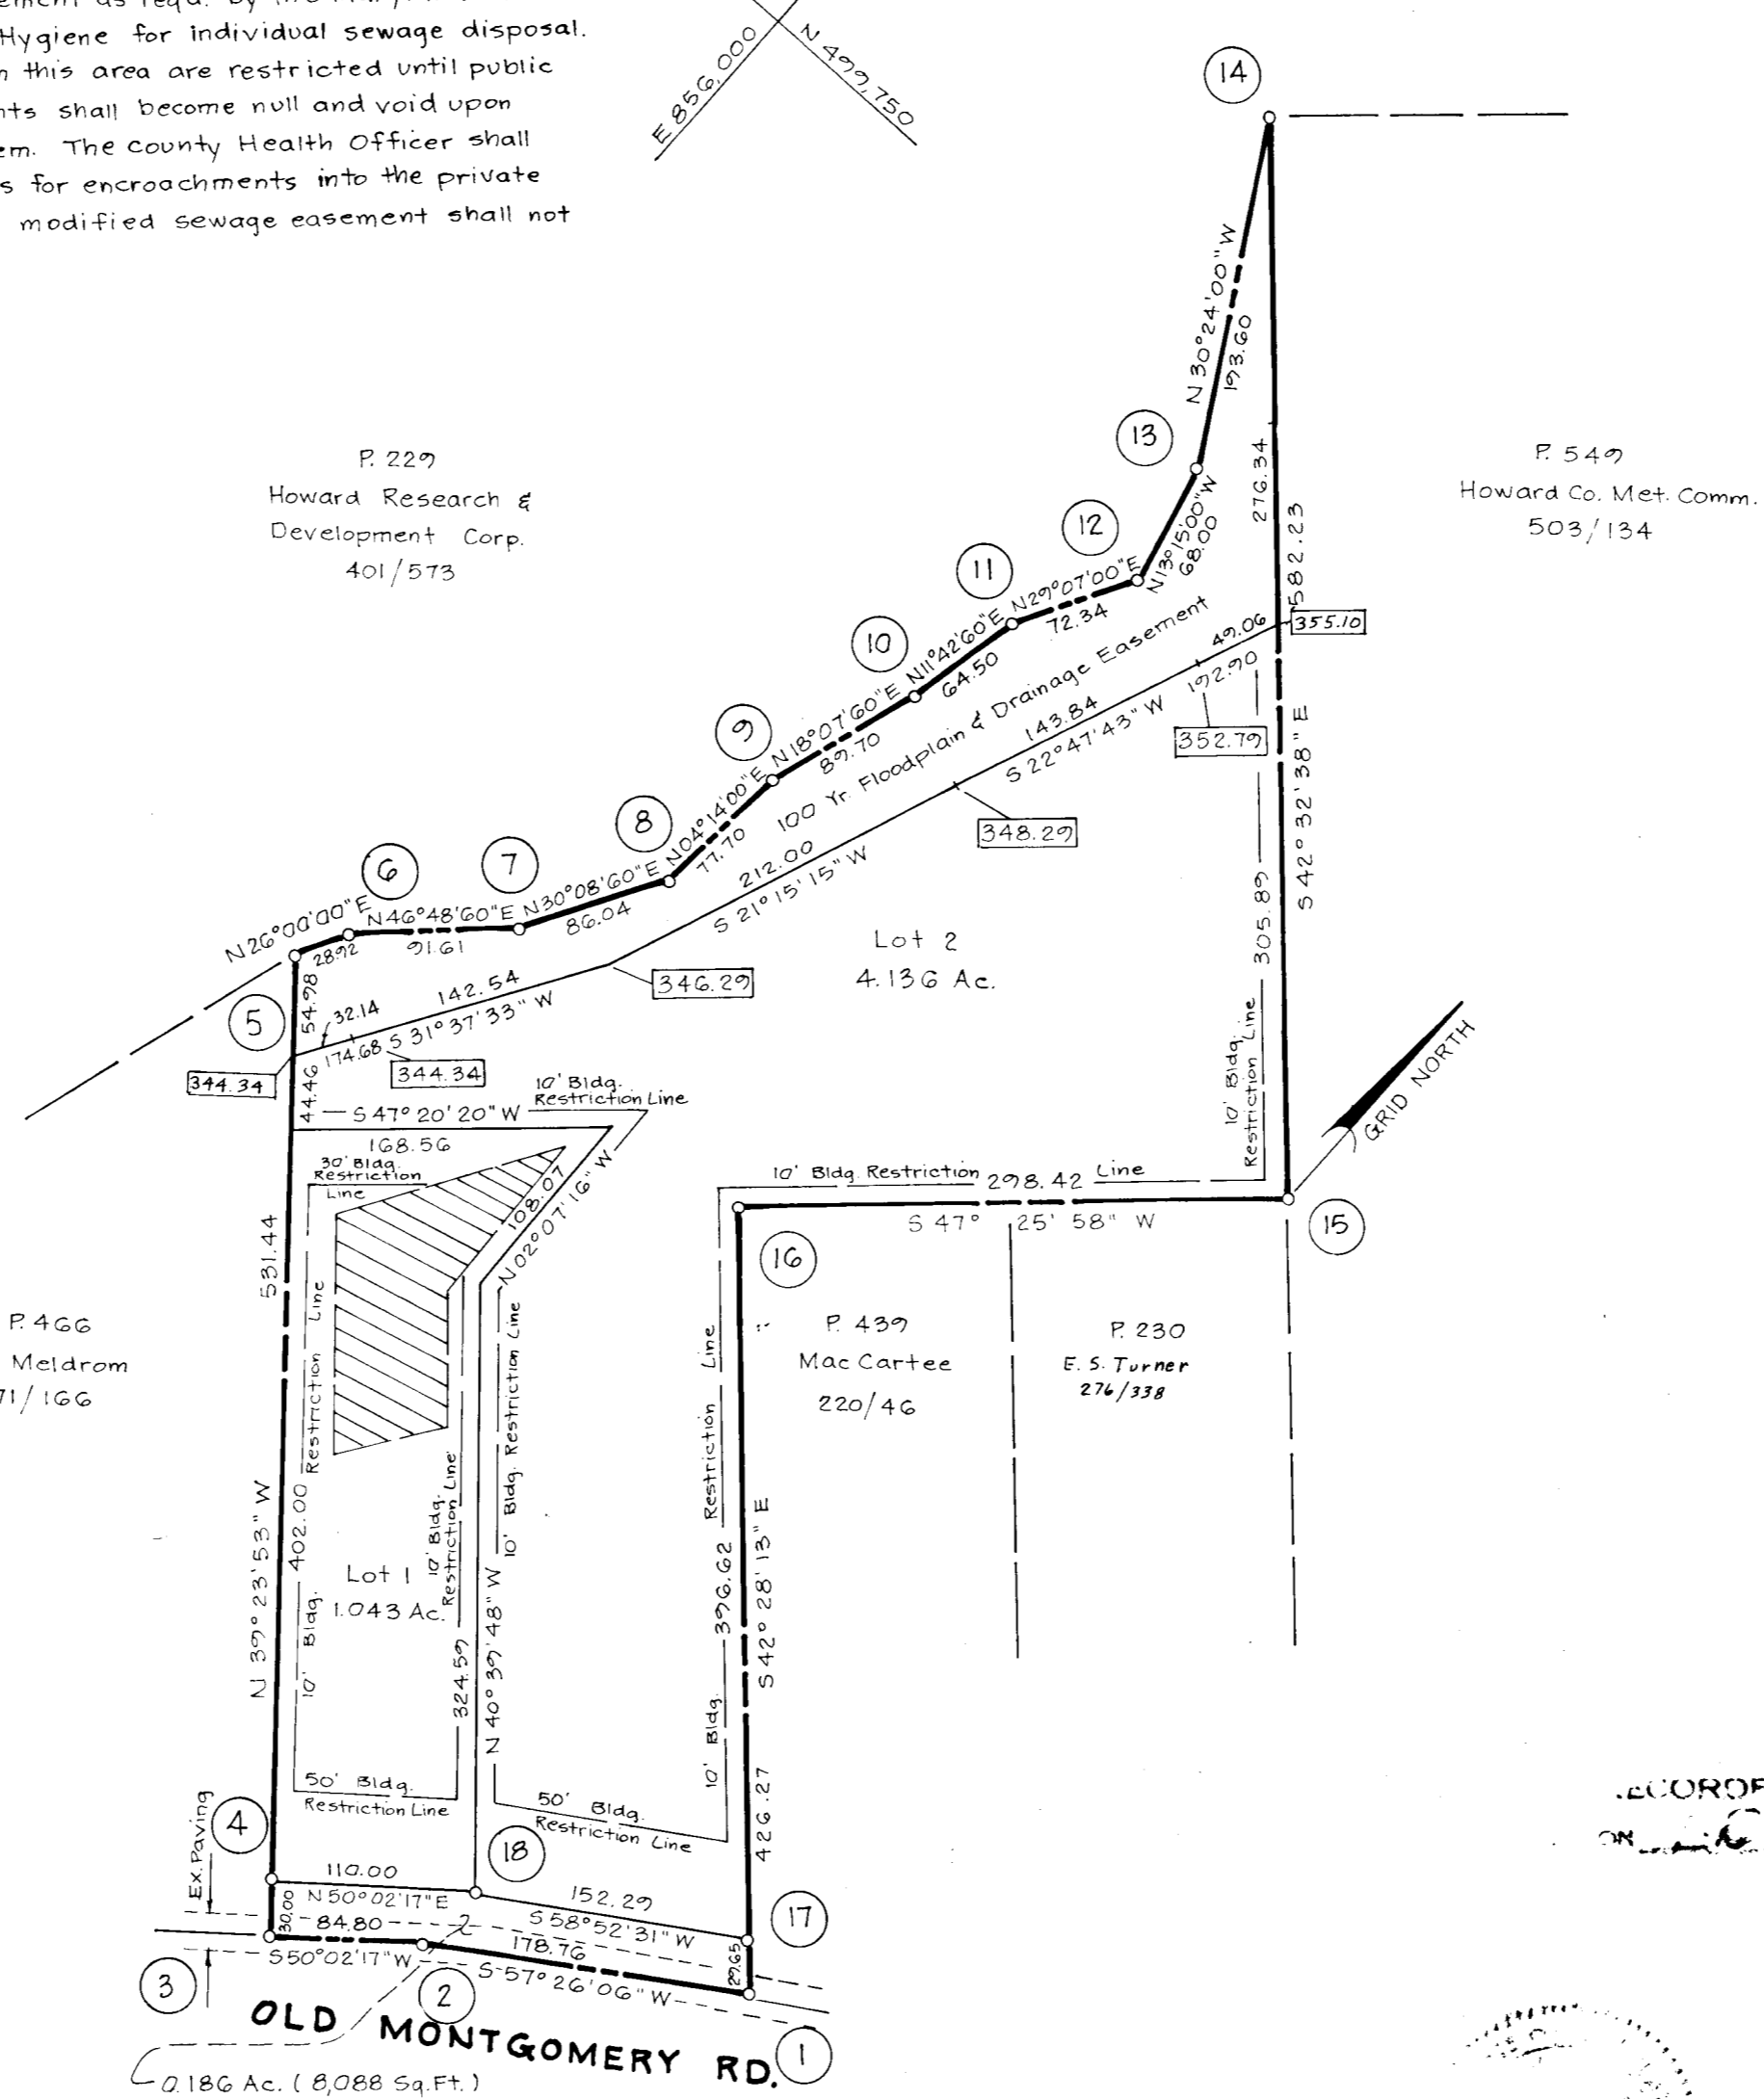 Hygiene for individual sewage disposal.
this area are restricted until public
shall become null and void upon
The County Health Officer shall
for encroachments into the private
modified sewage easement shall not
E 856,000
N 499,750
14
N 30°24'00"W
193.60
13
276.34
582.23
P. 549
Howard Co. Met. Comm.
503/134
P. 229
Howard Research &
Development Corp.
401/573
12
N13°15'00"W
68.00
11
N29°07'00"E
72.34
10
N11°42'60"E
64.50
9
N18°07'60"E
89.70
8
N04°14'00"E
77.70
7
N30°08'60"E
86.04
6
N46°48'60"E
91.61
N26°00'00"E
28.92
5
54.98
100 Yr. Floodplain & Drainage Easement
49.06
355.10
192.90
352.79
143.84
S 22°47'43" W
348.29
212.00
S 21°15'15" W
346.29
142.54
32.14
174.68 S 31°37'33" W
344.34
344.34
44.46
Lot 2
4.136 Ac.
S 42°32'38" E
305.89
10' Bldg.
Restriction Line
GRID NORTH
10' Bldg.
Restriction Line
S 47°20'20" W
168.56
30' Bldg.
Restriction
Line
108.07
N 02°07'16" W
10' Bldg. Restriction Line
298.42
S 47° 25' 58" W
15
16
531.44
N 39°23'53" W
P. 466
Meldrom
/166
P. 439
Mac Cartee
220/46
P. 230
E. S. Turner
276/338
10' Bldg. Restriction Line
402.00
Lot 1
1.043 Ac.
10' Bldg.
Restriction Line
324.59
N 40°39'48" W
10' Bldg. Restriction Line
10' Bldg. Restriction Line
396.62
S 42°28'13" E
426.27
50' Bldg.
Restriction Line
50' Bldg.
Restriction Line
Ex. Paving
4
18
110.00
N 50°02'17"E
152.29
S 58°52'31" W
17
30.00
84.80
S50°02'17"W
178.76
S 57°26'06" W
29.65
3
2
1
OLD MONTGOMERY RD.
0.186 Ac. (8,088 Sq.Ft.)
ON